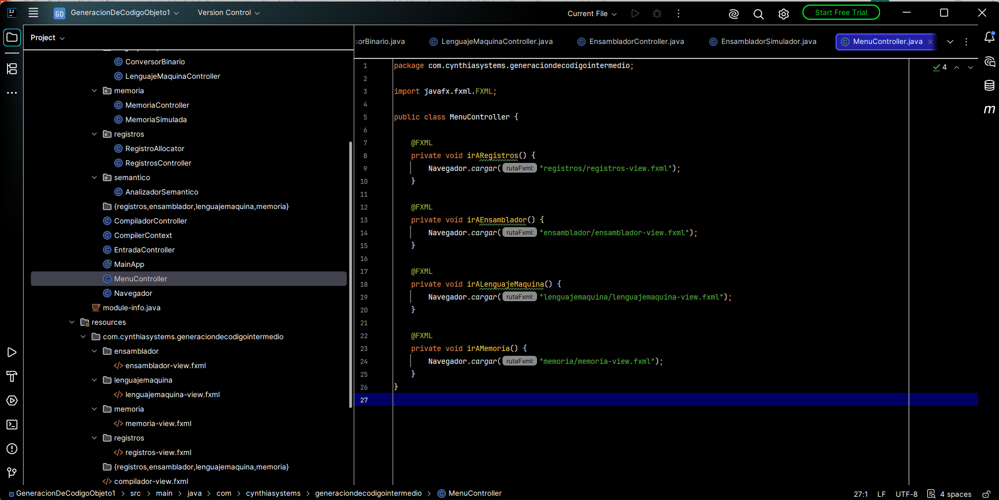 GD GeneracionDeCodigoObjeto1 Version Control Current File Start Free Trial
Project
ConversorBinario
LenguajeMaquinaController
memoria
MemoriaController
MemoriaSimulada
registros
RegistroAllocator
RegistrosController
semantico
AnalizadorSemantico
{registros,ensamblador,lenguajemaquina,memoria}
CompiladorController
CompilerContext
EntradaController
MainApp
MenuController
Navegador
module-info.java
resources
com.cynthiasystems.generaciondecodigointermedio
ensamblador
ensamblador-view.fxml
lenguajemaquina
lenguajemaquina-view.fxml
memoria
memoria-view.fxml
registros
registros-view.fxml
{registros,ensamblador,lenguajemaquina,memoria}
compilador-view.fxml
sorBinario.java LenguajeMaquinaController.java EnsambladorController.java EnsambladorSimulador.java MenuController.java
4
1 package com.cynthiasystems.generaciondecodigointermedio;
2
3 import javafx.fxml.FXML;
4
5 public class MenuController {
6
7 @FXML
8 private void irARegistros() {
9 Navegador.cargar( rutaFxml: "registros/registros-view.fxml");
10 }
11
12 @FXML
13 private void irAEnsamblador() {
14 Navegador.cargar( rutaFxml: "ensamblador/ensamblador-view.fxml");
15 }
16
17 @FXML
18 private void irALenguajeMaquina() {
19 Navegador.cargar( rutaFxml: "lenguajemaquina/lenguajemaquina-view.fxml");
20 }
21
22 @FXML
23 private void irAMemoria() {
24 Navegador.cargar( rutaFxml: "memoria/memoria-view.fxml");
25 }
26 }
27
GeneracionDeCodigoObjeto1 > src > main > java > com > cynthiasystems > generaciondecodigointermedio > MenuController 27:1 LF UTF-8 4 spaces